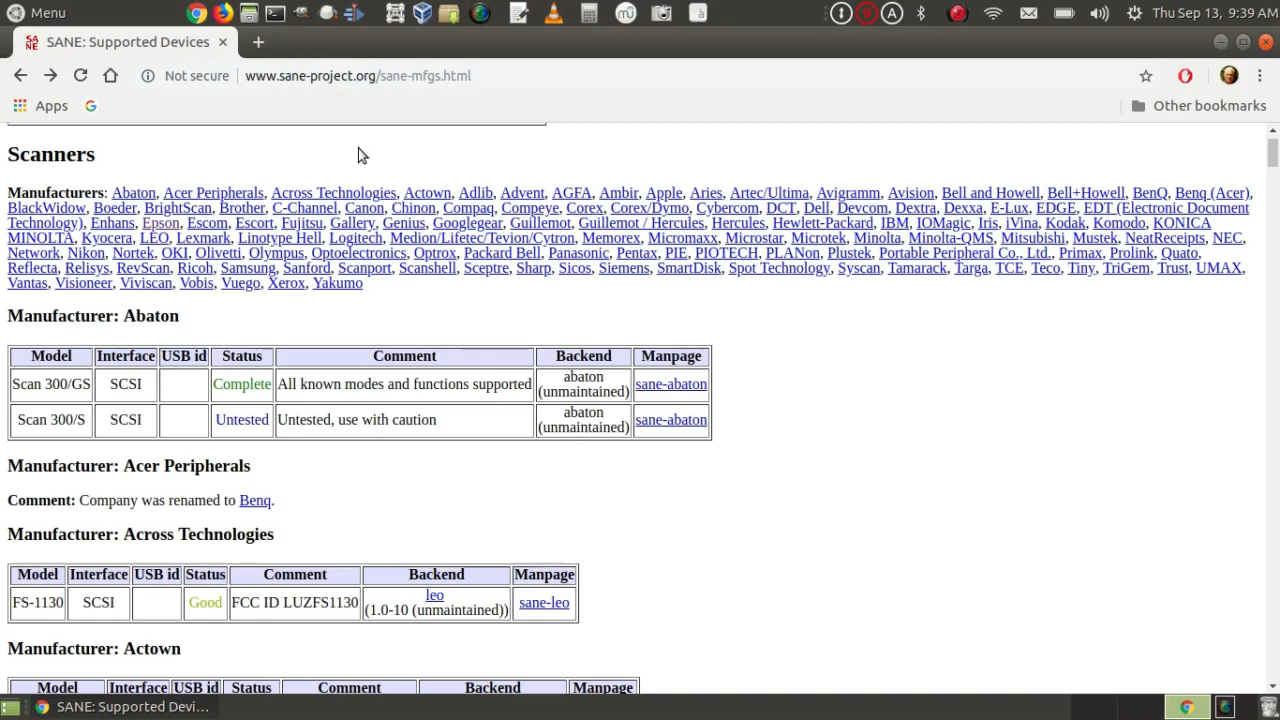 Menu
Thu Sep 13, 9:39 AM
SANE: Supported Devices
Not secure www.sane-project.org/sane-mfgs.html
Apps
Other bookmarks
Scanners
Manufacturers: Abaton, Acer Peripherals, Across Technologies, Actown, Adlib, Advent, AGFA, Ambir, Apple, Aries, Artec/Ultima, Avigramm, Avision, Bell and Howell, Bell+Howell, BenQ, Benq (Acer),
BlackWidow, Boeder, BrightScan, Brother, C-Channel, Canon, Chinon, Compaq, Compeye, Corex, Corex/Dymo, Cybercom, DCT, Dell, Devcom, Dextra, Dexxa, E-Lux, EDGE, EDT (Electronic Document
Technology), Enhans, Epson, Escom, Escort, Fujitsu, Gallery, Genius, Googlegear, Guillemot, Guillemot / Hercules, Hercules, Hewlett-Packard, IBM, IOMagic, Iris, iVina, Kodak, Komodo, KONICA
MINOLTA, Kyocera, LEO, Lexmark, Linotype Hell, Logitech, Medion/Lifetec/Tevion/Cytron, Memorex, Micromaxx, Microstar, Microtek, Minolta, Minolta-QMS, Mitsubishi, Mustek, NeatReceipts, NEC,
Network, Nikon, Nortek, OKI, Olivetti, Olympus, Optoelectronics, Optrox, Packard Bell, Panasonic, Pentax, PIE, PIOTECH, PLANon, Plustek, Portable Peripheral Co., Ltd., Primax, Prolink, Quato,
Reflecta, Relisys, RevScan, Ricoh, Samsung, Sanford, Scanport, Scanshell, Sceptre, Sharp, Sicos, Siemens, SmartDisk, Spot Technology, Syscan, Tamarack, Targa, TCE, Teco, Tiny, TriGem, Trust, UMAX,
Vantas, Visioneer, Viviscan, Vobis, Vuego, Xerox, Yakumo
Manufacturer: Abaton
Model Interface USB id Status Comment Backend Manpage
Scan 300/GS SCSI Complete All known modes and functions supported abaton (unmaintained) sane-abaton
Scan 300/S SCSI Untested Untested, use with caution abaton (unmaintained) sane-abaton
Manufacturer: Acer Peripherals
Comment: Company was renamed to Benq.
Manufacturer: Across Technologies
Model Interface USB id Status Comment Backend Manpage
FS-1130 SCSI Good FCC ID LUZFS1130 leo (1.0-10 (unmaintained)) sane-leo
Manufacturer: Actown
Model Interface USB id Status Comment Backend Manpage
SANE: Supported Devi...